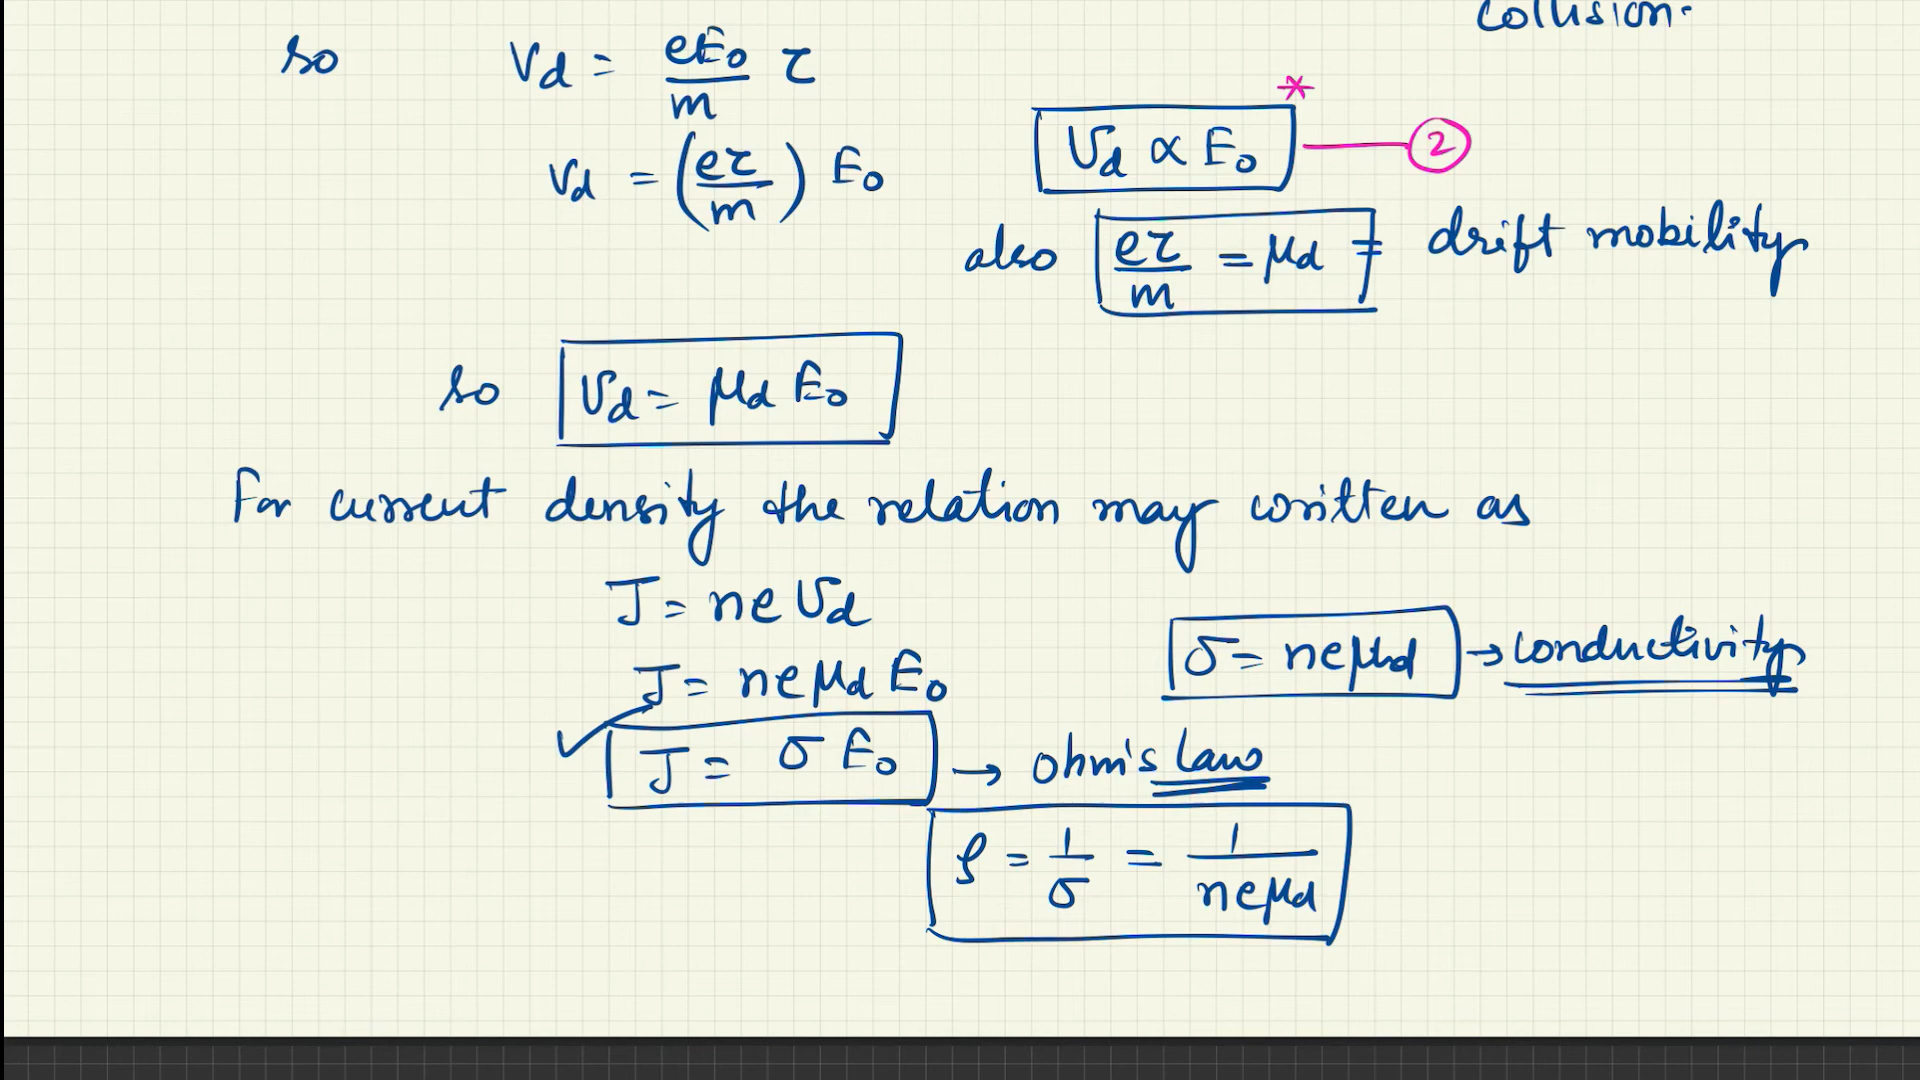 collision.
so Vd = eE₀/m τ
*
Vd = (eτ/m) E₀
Vd ∝ E₀ — 2
also eτ/m = μd = drift mobility
so Vd = μd E₀
For current density the relation may written as
J = ne Vd
J = neμd E₀
σ = neμd → conductivity
✓ J = σ E₀ → ohm's law
ρ = 1/σ = 1/neμd